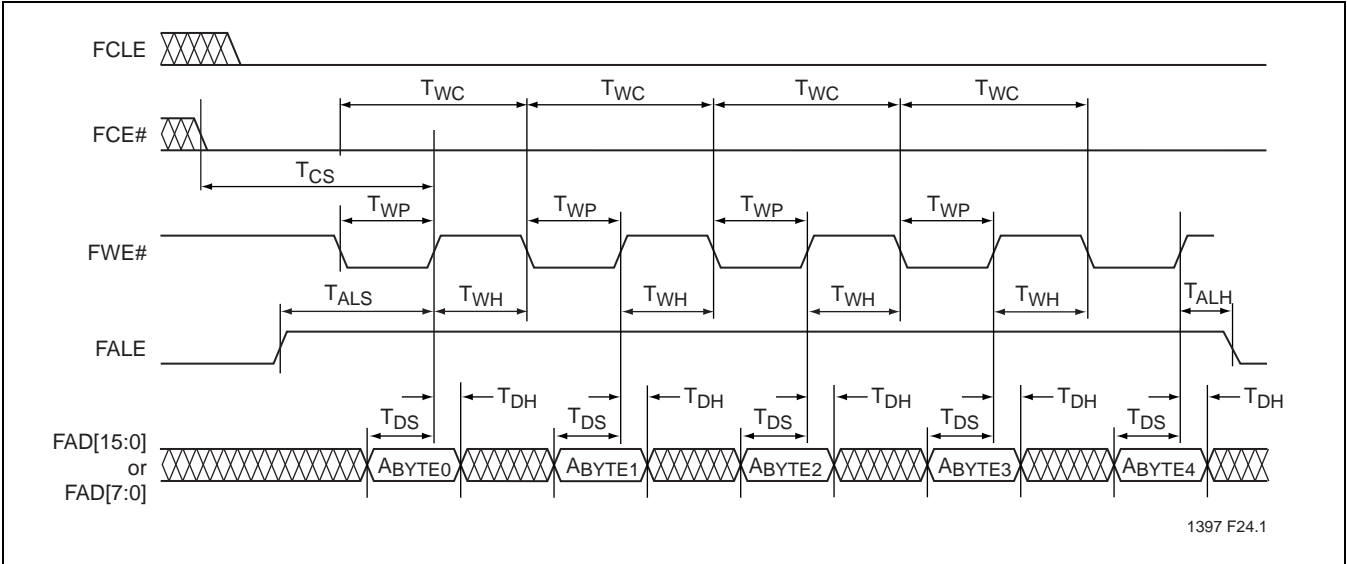 FCLE
TWC TWC TWC TWC
FCE#
TCS
TWP TWP TWP TWP
FWE#
TALS TWH TWH TWH TWH TALH
FALE
TDH TDH TDH TDH TDH
TDS TDS TDS TDS TDS
FAD[15:0]
or
FAD[7:0]
ABYTE0 ABYTE1 ABYTE2 ABYTE3 ABYTE4
1397 F24.1